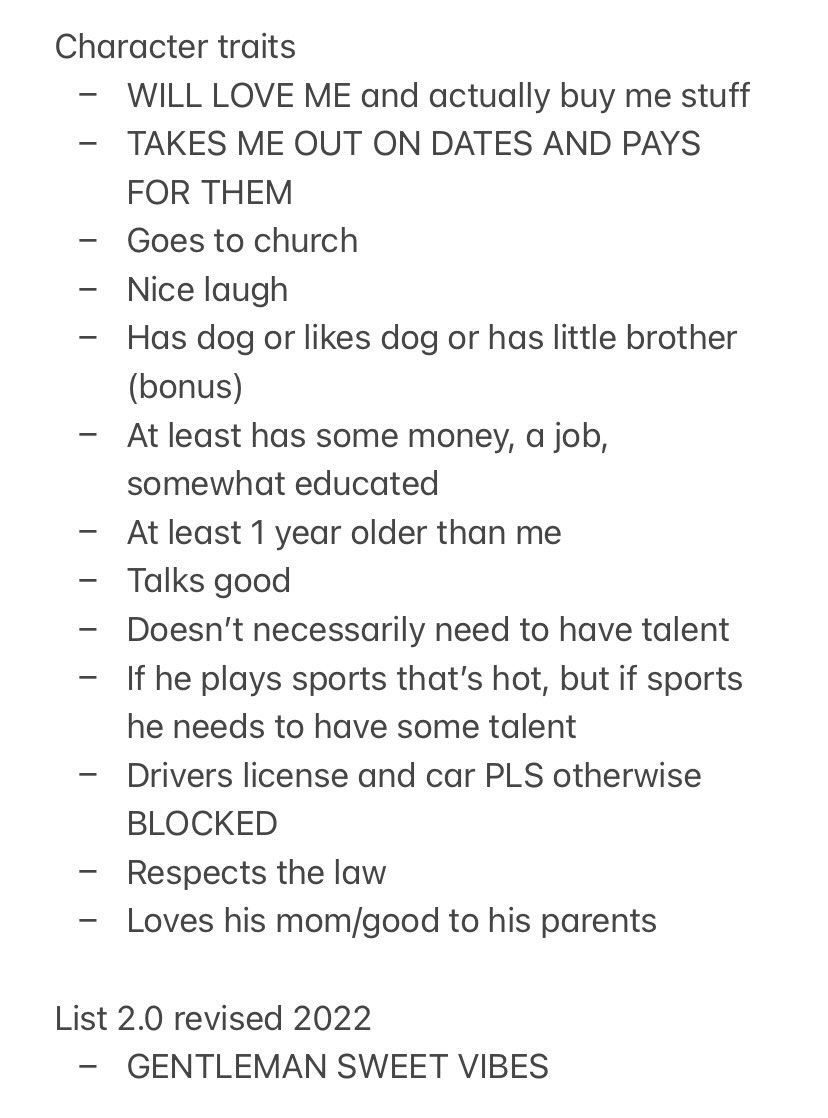 Character traits
– WILL LOVE ME and actually buy me stuff
– TAKES ME OUT ON DATES AND PAYS
FOR THEM
– Goes to church
– Nice laugh
– Has dog or likes dog or has little brother
(bonus)
– At least has some money, a job,
somewhat educated
– At least 1 year older than me
– Talks good
– Doesn’t necessarily need to have talent
– If he plays sports that’s hot, but if sports
he needs to have some talent
– Drivers license and car PLS otherwise
BLOCKED
– Respects the law
– Loves his mom/good to his parents
List 2.0 revised 2022
– GENTLEMAN SWEET VIBES